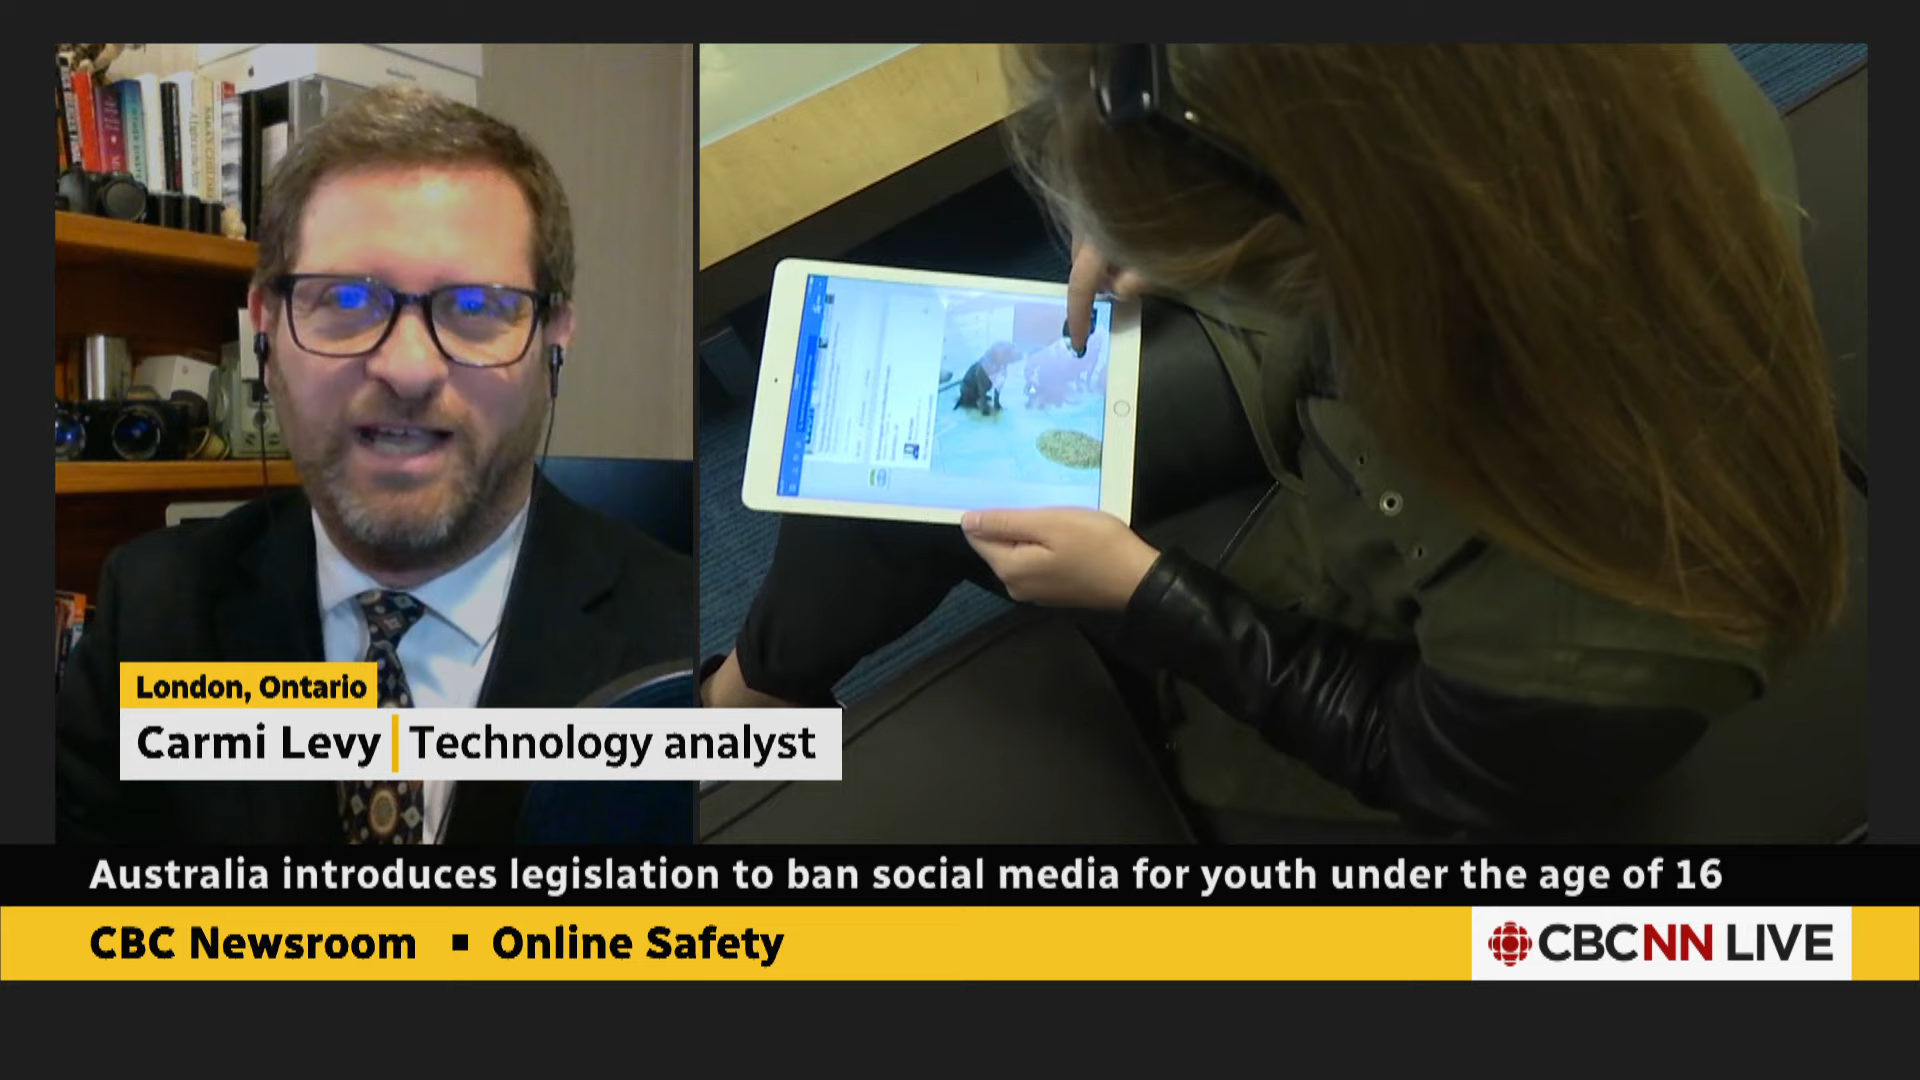 London, Ontario
Carmi Levy | Technology analyst
Australia introduces legislation to ban social media for youth under the age of 16
CBC Newsroom ▪ Online Safety
CBCNN LIVE